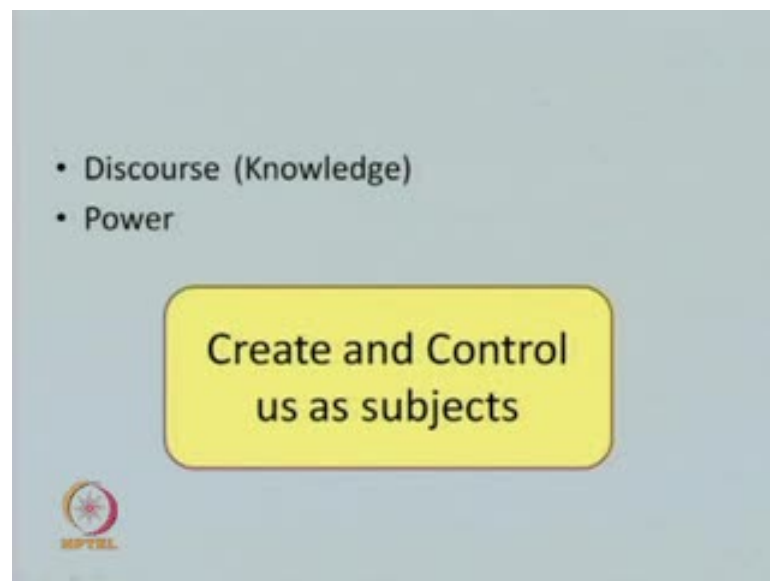 • Discourse (Knowledge)
• Power
Create and Control
us as subjects
NPTEL